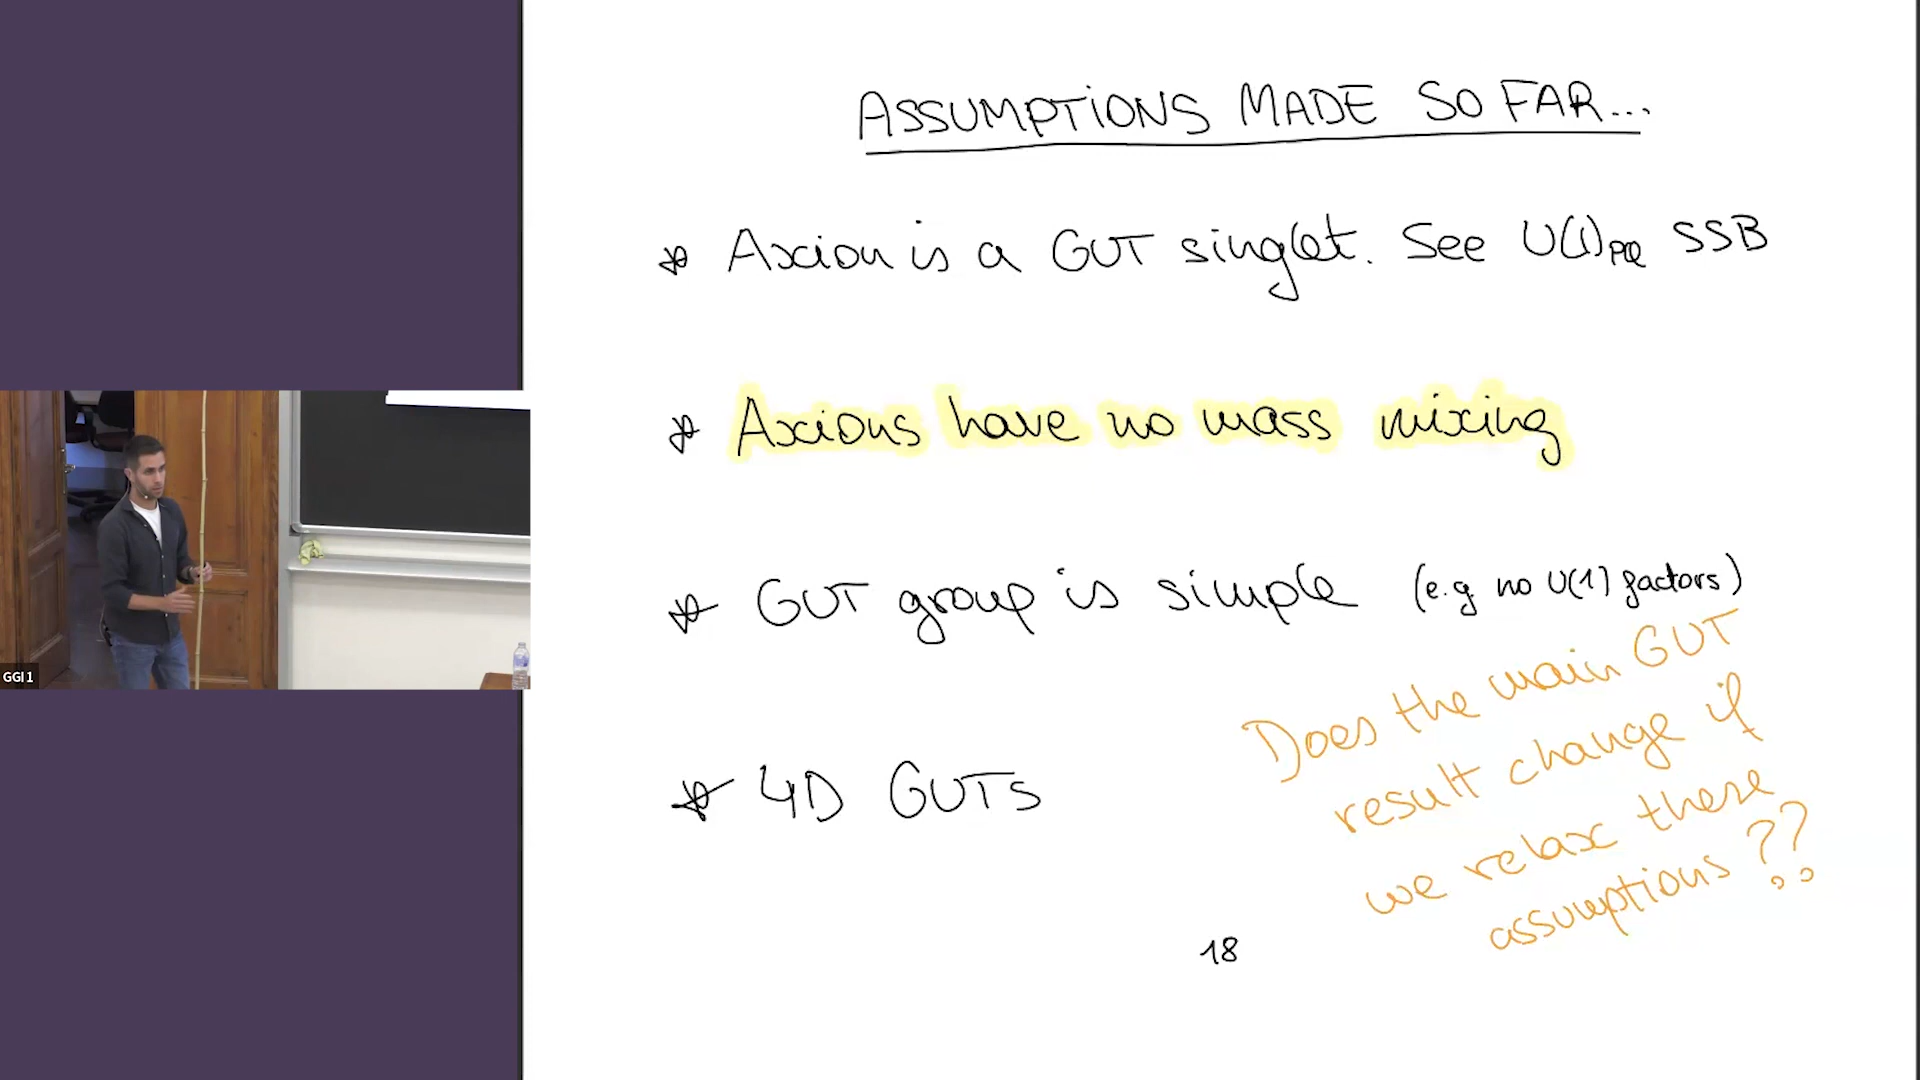 ASSUMPTIONS MADE SO FAR...
* Axion is a GUT singlet. See U(1)PQ SSB
* Axions have no mass mixing
* GUT group is simple (e.g. no U(1) factors)
* 4D GUTs
Does the main GUT
result change if
we relax these
assumptions ??
18
GGI 1